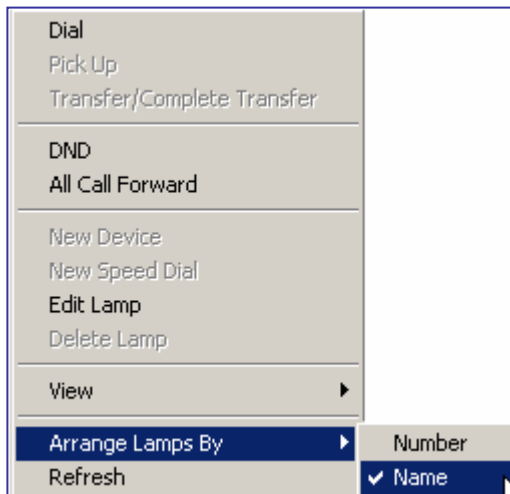 Dial
Pick Up
Transfer/Complete Transfer
DND
All Call Forward
New Device
New Speed Dial
Edit Lamp
Delete Lamp
View
Arrange Lamps By
Number
Refresh
Name